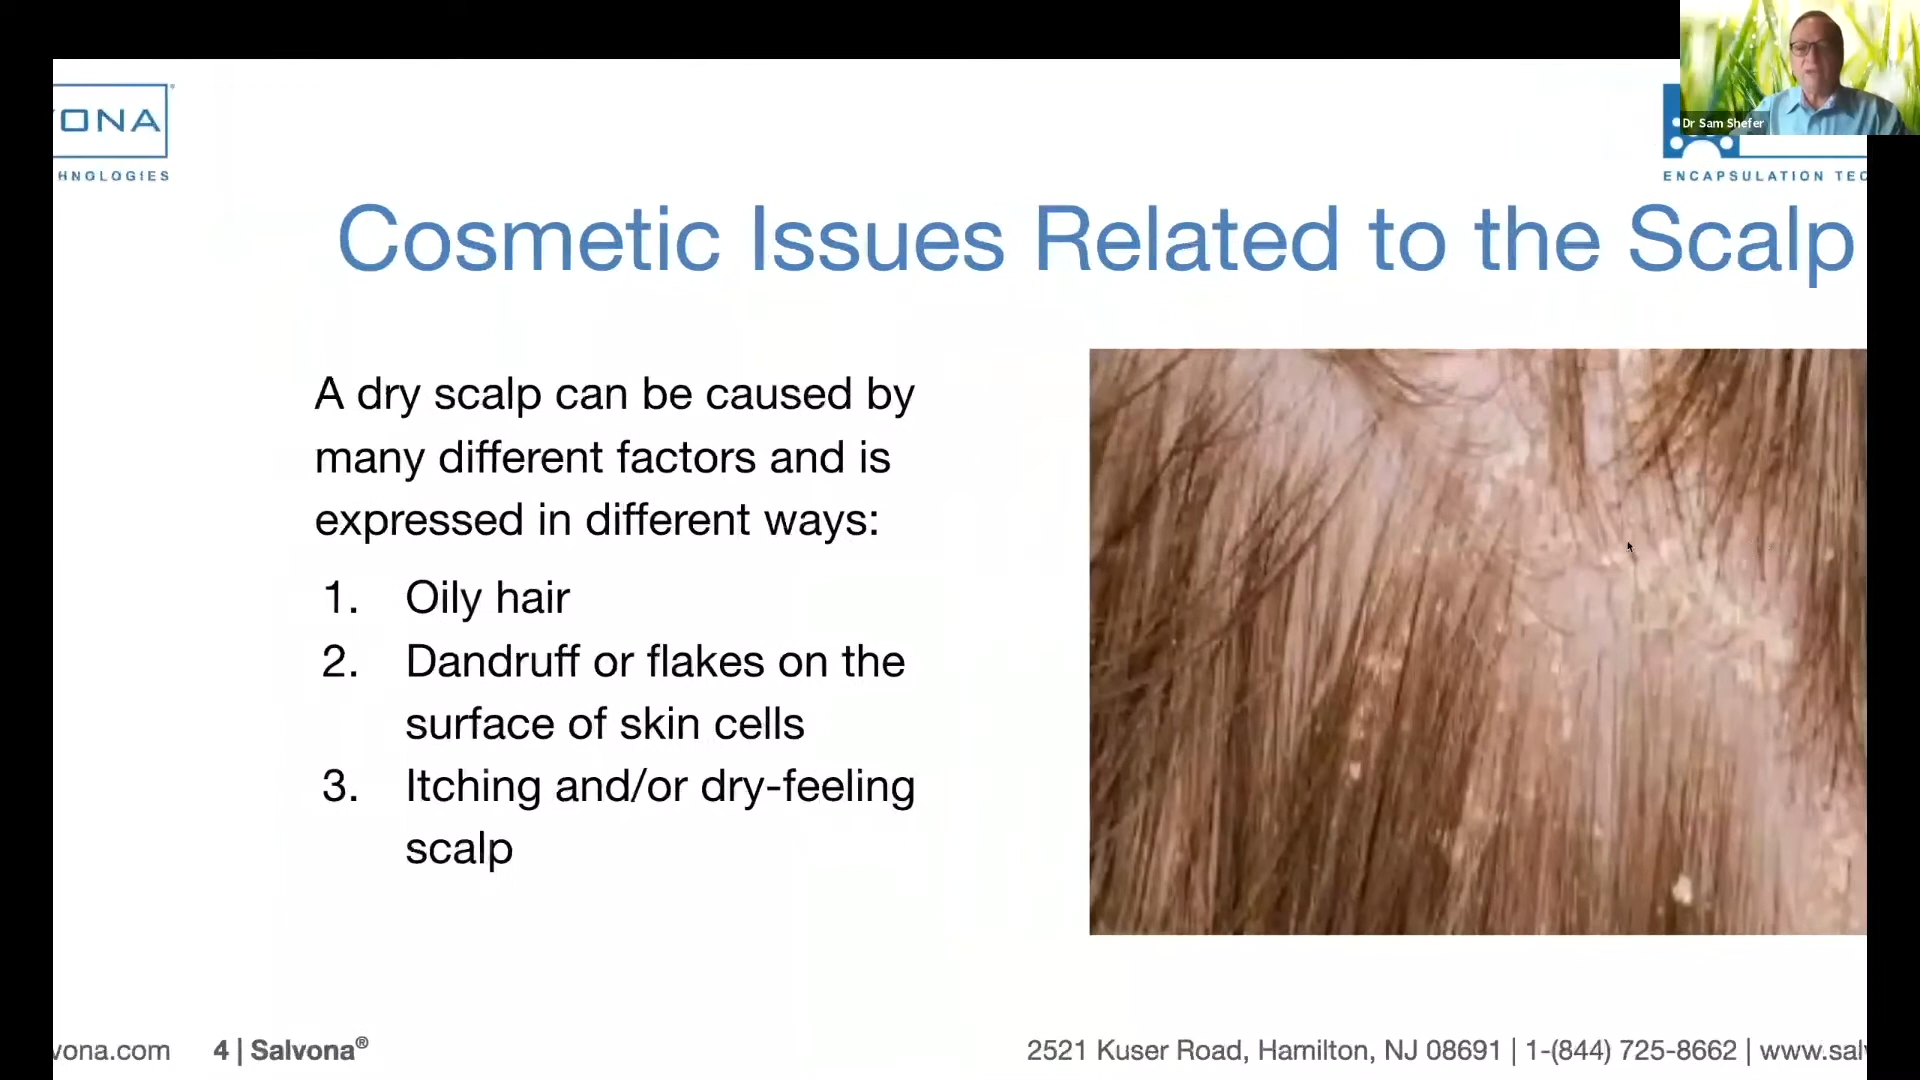 Dr Sam Shefer
ONA
HNOLOGIES
ENCAPSULATION TEC
Cosmetic Issues Related to the Scalp
A dry scalp can be caused by
many different factors and is
expressed in different ways:
1. Oily hair
2. Dandruff or flakes on the
surface of skin cells
3. Itching and/or dry-feeling
scalp
vona.com 4 | Salvona®
2521 Kuser Road, Hamilton, NJ 08691 | 1-(844) 725-8662 | www.salv